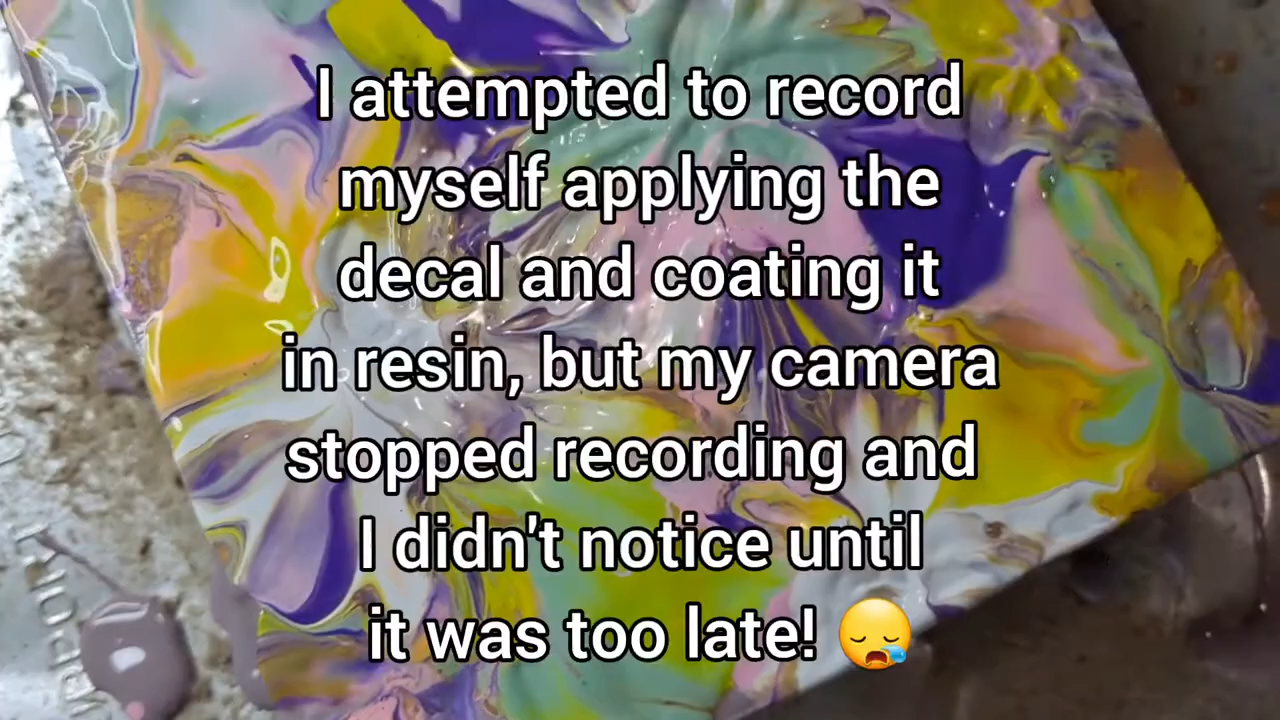 I attempted to record
myself applying the
decal and coating it
in resin, but my camera
stopped recording and
I didn't notice until
it was too late! 😪